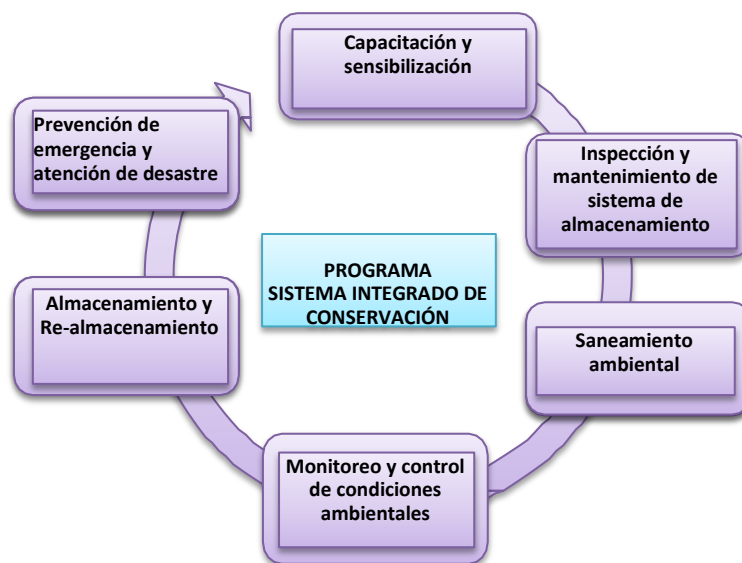 Capacitación y
sensibilización
Inspección y
mantenimiento de
sistema de
almacenamiento
Saneamiento
ambiental
Monitoreo y control
de condiciones
ambientales
Almacenamiento y
Re-almacenamiento
Prevención de
emergencia y
atención de desastre
PROGRAMA
SISTEMA INTEGRADO DE
CONSERVACIÓN